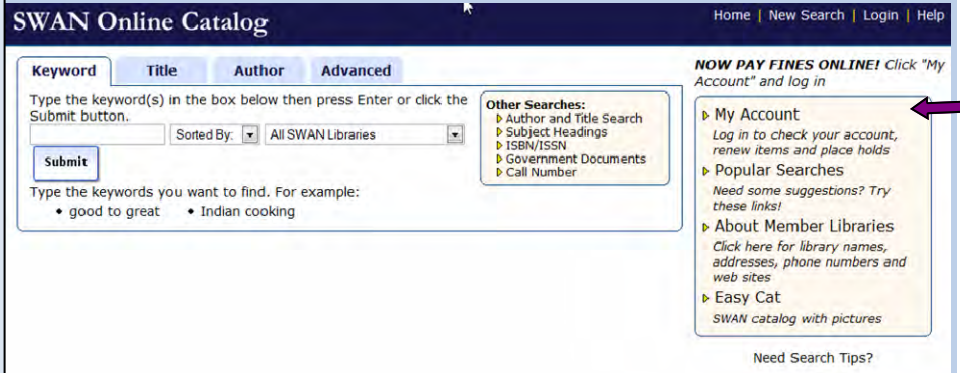 SWAN Online Catalog
Home | New Search | Login | Help
Keyword Title Author Advanced
Type the keyword(s) in the box below then press Enter or click the
Submit button.
Sorted By: All SWAN Libraries
Submit
Type the keywords you want to find. For example:
• good to great • Indian cooking
Other Searches:
Author and Title Search
Subject Headings
ISBN/ISSN
Government Documents
Call Number
NOW PAY FINES ONLINE! Click "My
Account" and log in
My Account
Log in to check your account,
renew items and place holds
Popular Searches
Need some suggestions? Try
these links!
About Member Libraries
Click here for library names,
addresses, phone numbers and
web sites
Easy Cat
SWAN catalog with pictures
Need Search Tips?